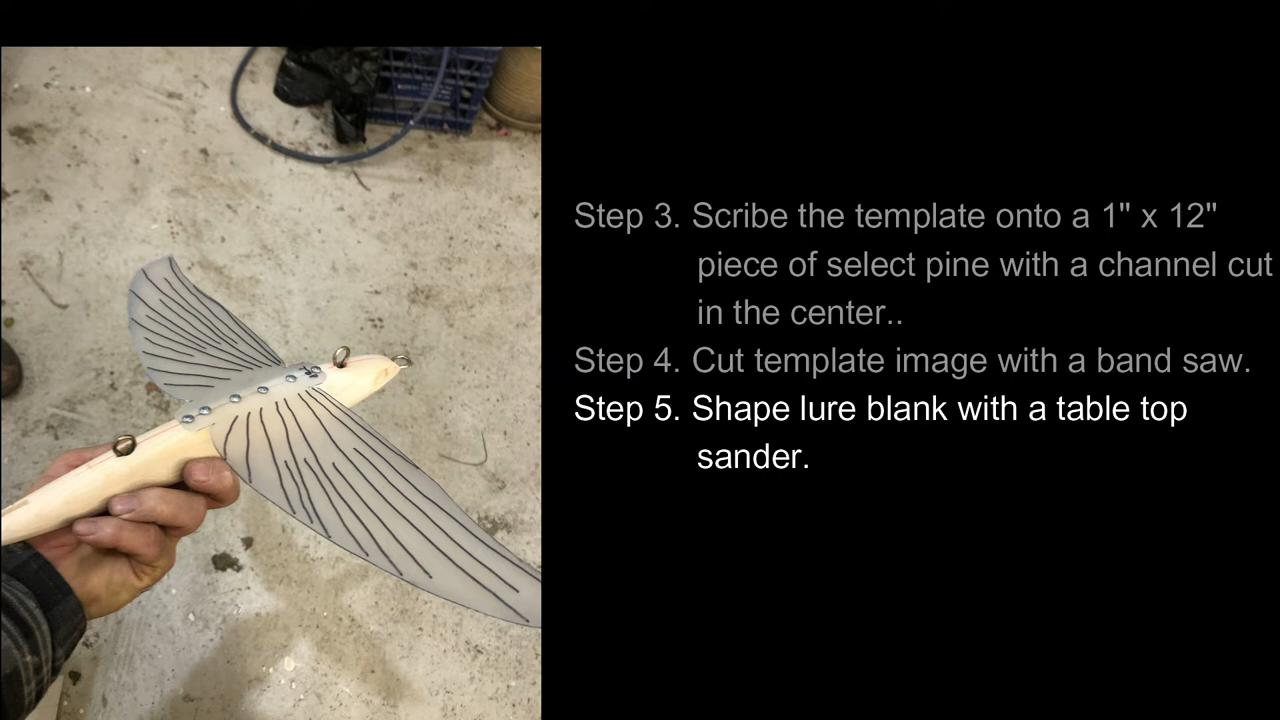 Step 3. Scribe the template onto a 1" x 12"
piece of select pine with a channel cut
in the center..
Step 4. Cut template image with a band saw.
Step 5. Shape lure blank with a table top
sander.